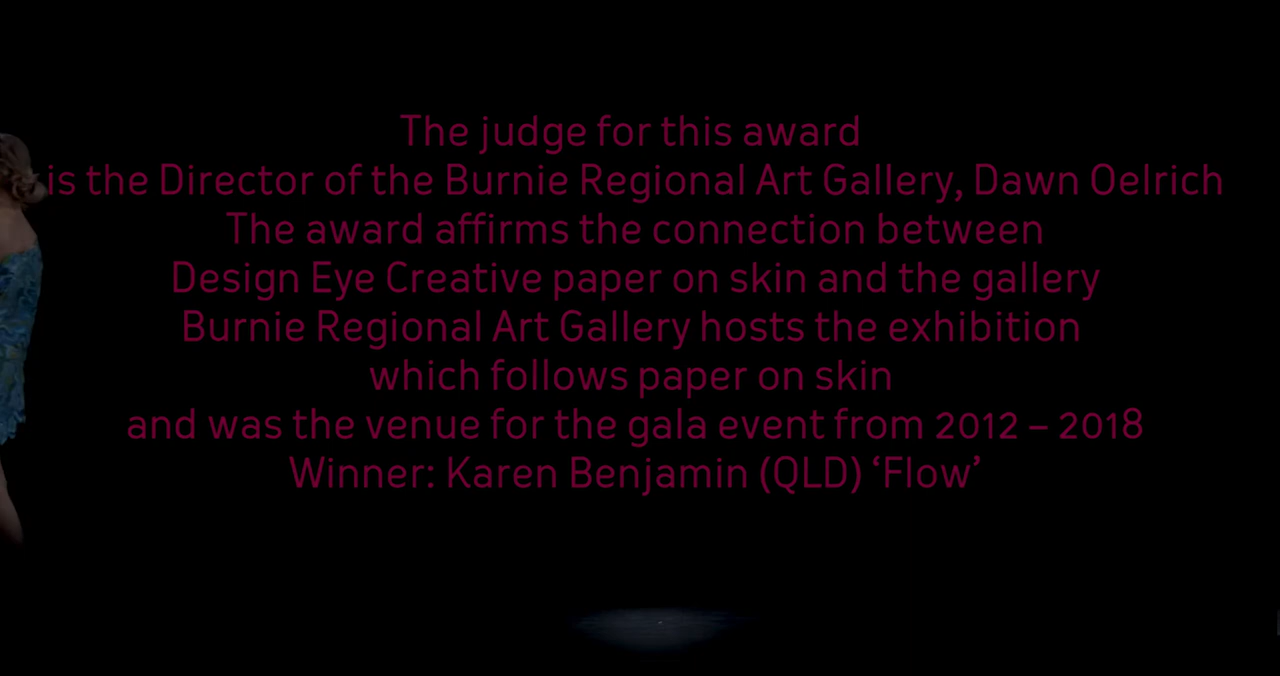 The judge for this award
is the Director of the Burnie Regional Art Gallery, Dawn Oelrich
The award affirms the connection between
Design Eye Creative paper on skin and the gallery
Burnie Regional Art Gallery hosts the exhibition
which follows paper on skin
and was the venue for the gala event from 2012 – 2018
Winner: Karen Benjamin (QLD) ‘Flow’